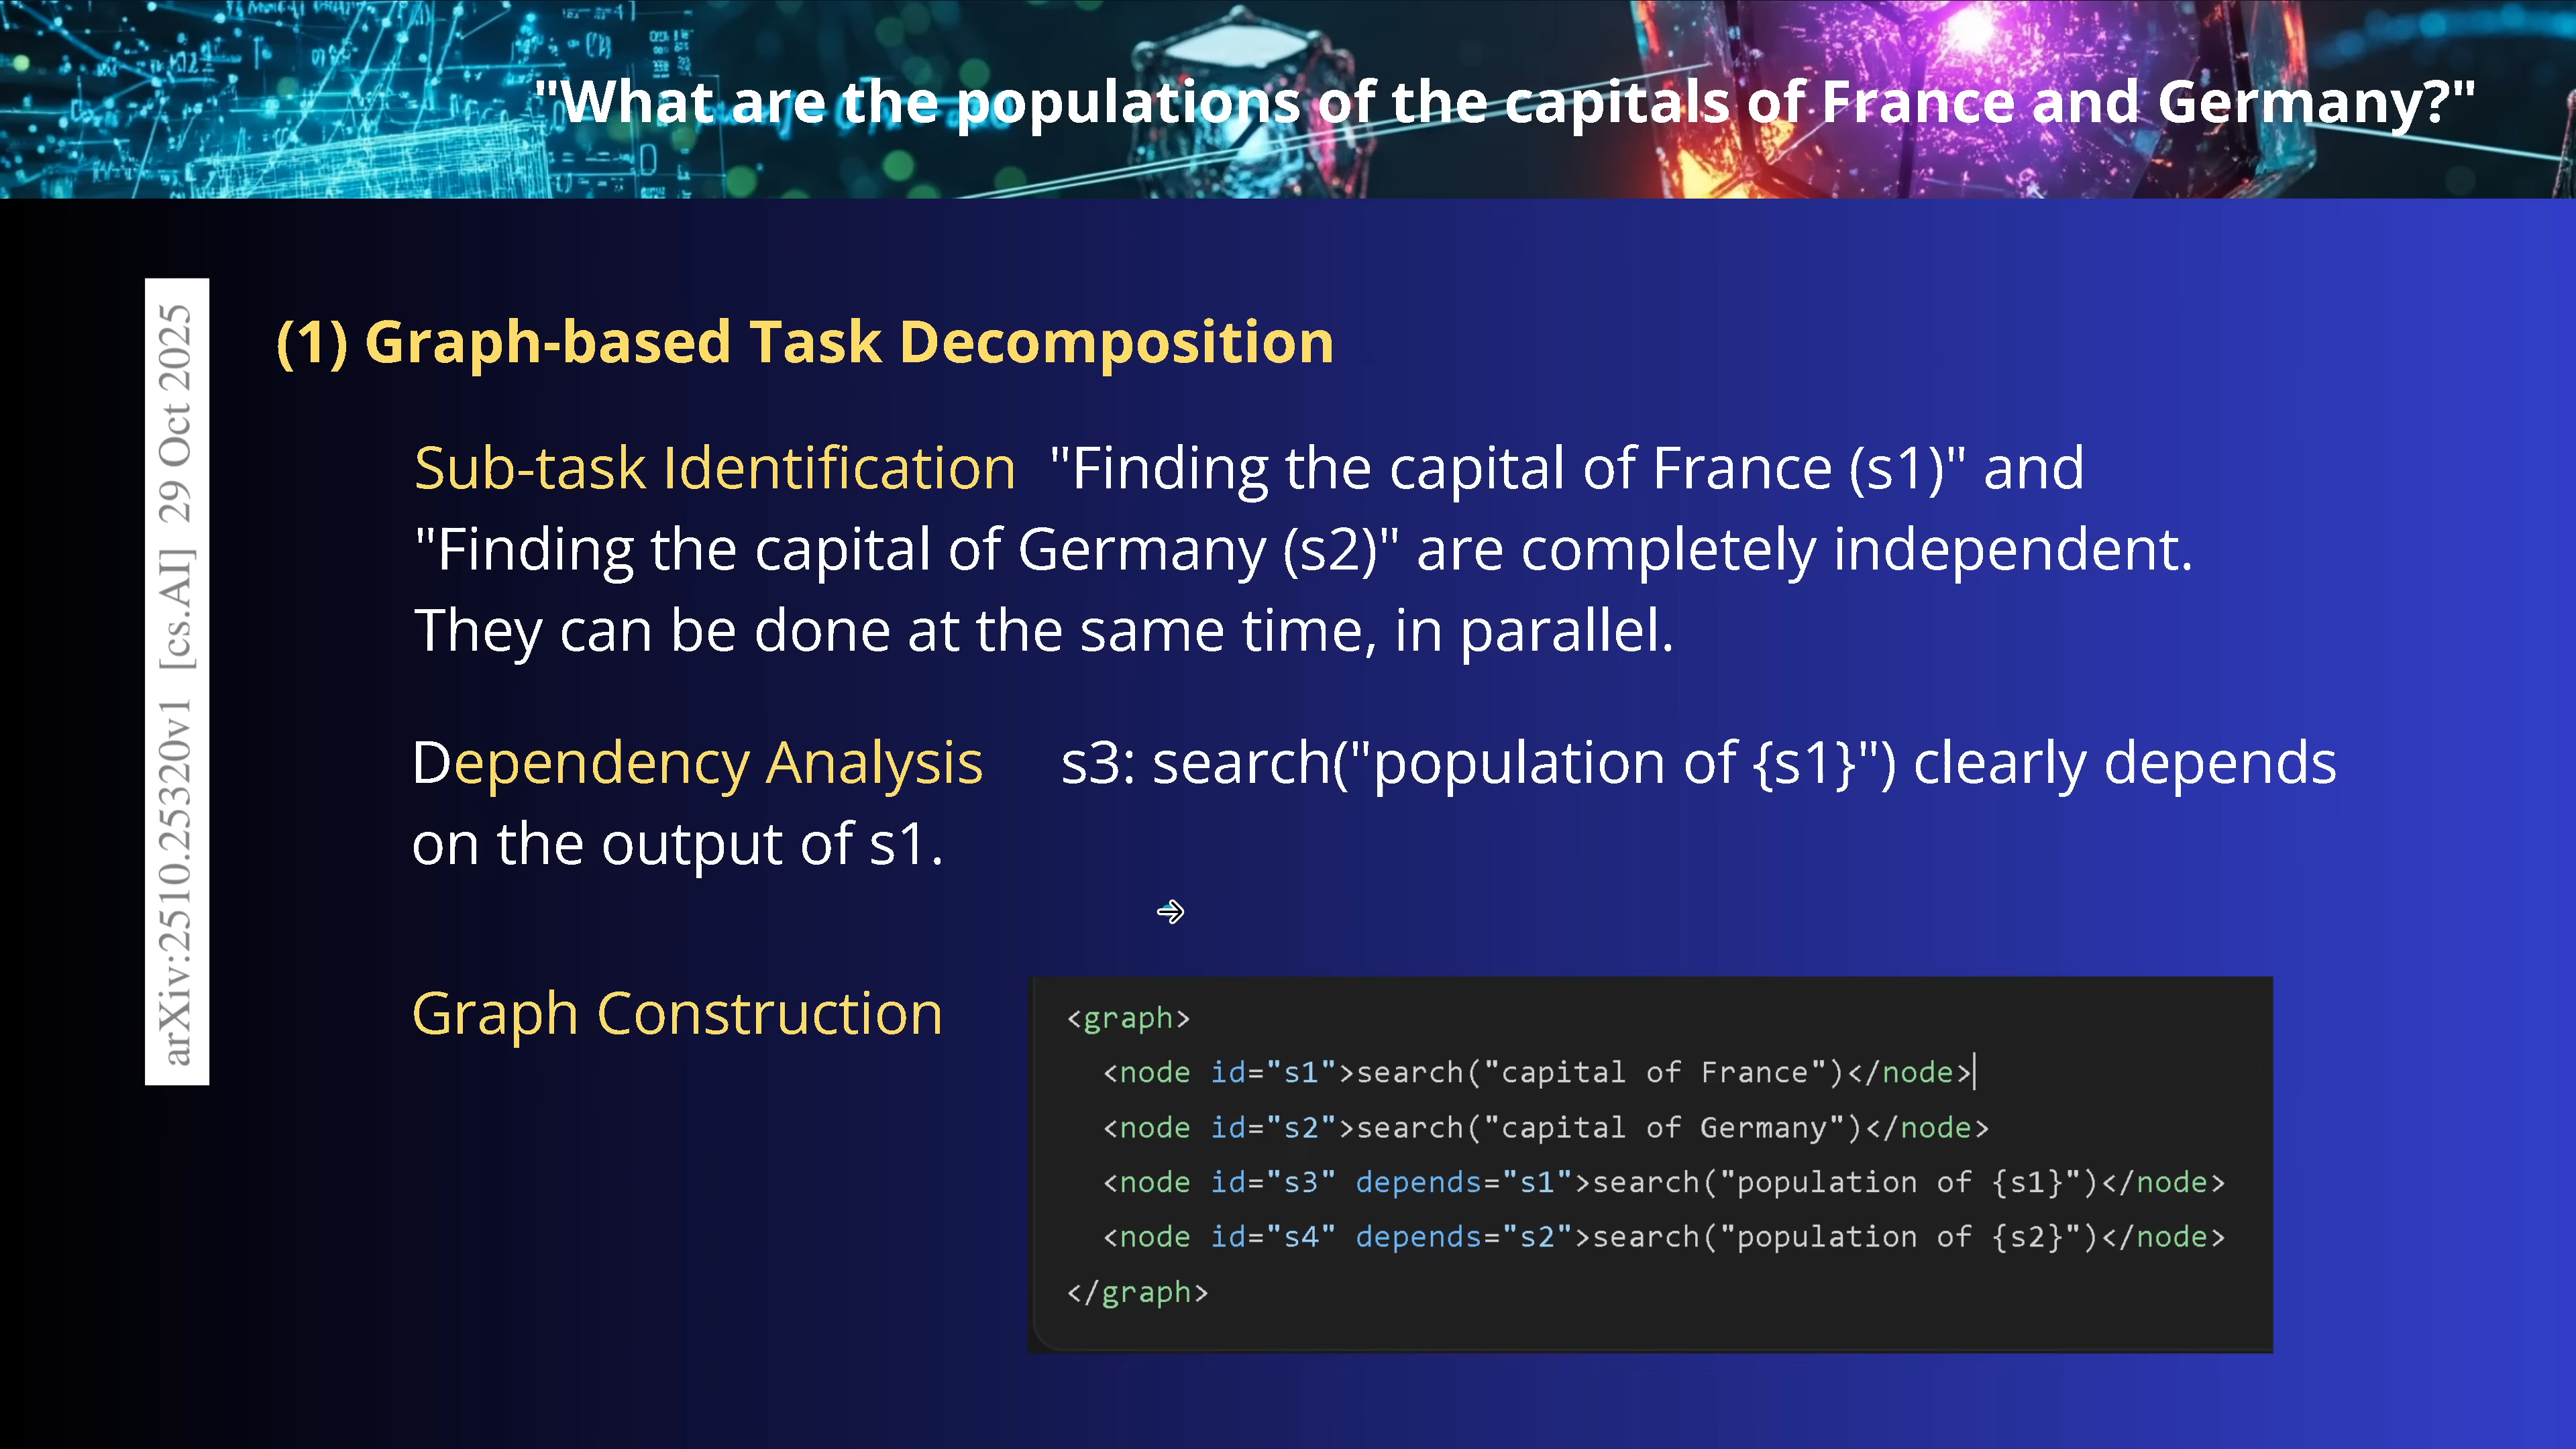 "What are the populations of the capitals of France and Germany?"
arXiv:2510.25320v1 [cs.AI] 29 Oct 2025
(1) Graph-based Task Decomposition
Sub-task Identification "Finding the capital of France (s1)" and
"Finding the capital of Germany (s2)" are completely independent.
They can be done at the same time, in parallel.
Dependency Analysis s3: search("population of {s1}") clearly depends
on the output of s1.
Graph Construction
<graph>
<node id="s1">search("capital of France")</node>
<node id="s2">search("capital of Germany")</node>
<node id="s3" depends="s1">search("population of {s1}")</node>
<node id="s4" depends="s2">search("population of {s2}")</node>
</graph>